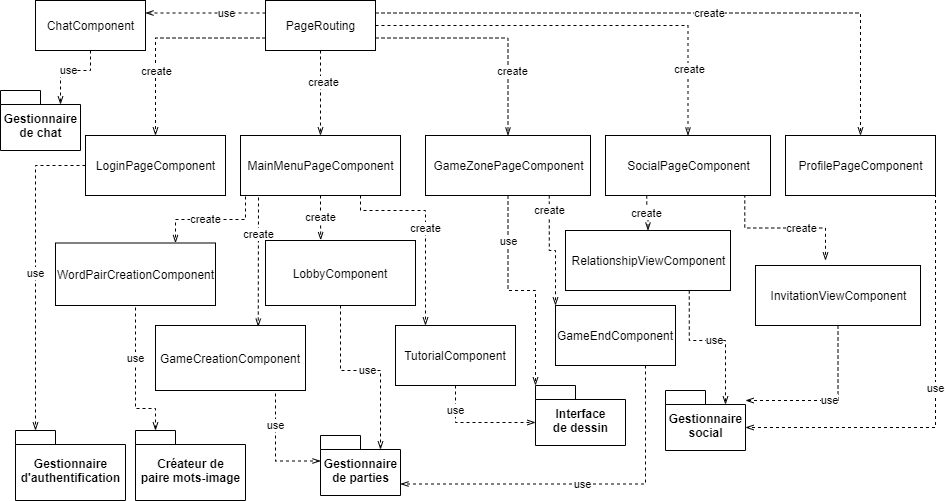 ChatComponent
use
PageRouting
create
use
create
create
create
create
Gestionnaire
de chat
LoginPageComponent
MainMenuPageComponent
GameZonePageComponent
SocialPageComponent
ProfilePageComponent
create
create
create
create
create
create
create
use
use
WordPairCreationComponent
LobbyComponent
RelationshipViewComponent
InvitationViewComponent
GameCreationComponent
TutorialComponent
GameEndComponent
use
use
use
use
use
use
use
use
use
Interface
de dessin
Gestionnaire
social
Gestionnaire
d'authentification
Créateur de
paire mots-image
Gestionnaire
de parties